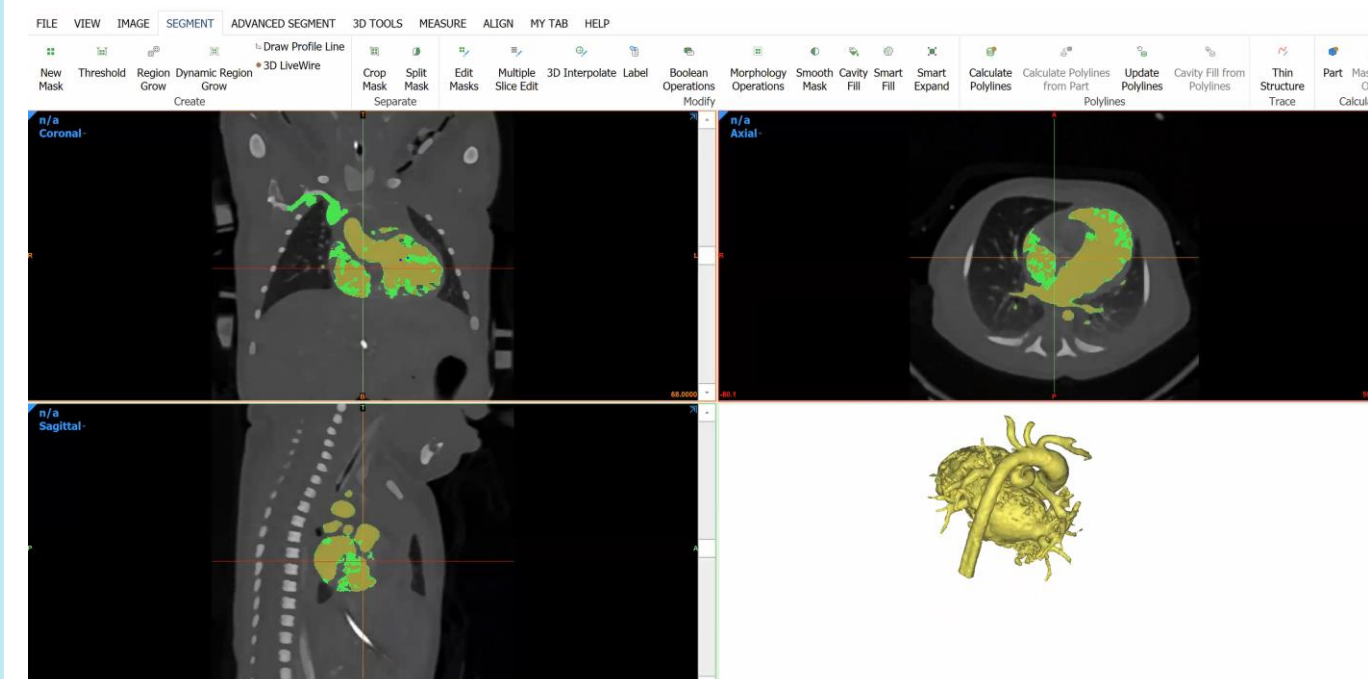 FILE VIEW IMAGE SEGMENT ADVANCED SEGMENT 3D TOOLS MEASURE ALIGN MY TAB HELP
New Mask
Threshold
Region Grow
Dynamic Region Grow
Draw Profile Line
3D LiveWire
Create
Crop Mask
Split Mask
Separate
Edit Masks
Multiple Slice Edit
3D Interpolate
Label
Boolean Operations
Morphology Operations
Smooth Mask
Cavity Fill
Smart Fill
Smart Expand
Modify
Calculate Polylines
Calculate Polylines from Part
Update Polylines
Cavity Fill from Polylines
Polylines
Thin Structure
Trace
Part
n/a
Coronal
T
R
L
B
68.0000
n/a
Axial
A
R
P
-80.1
n/a
Sagittal
T
P
A